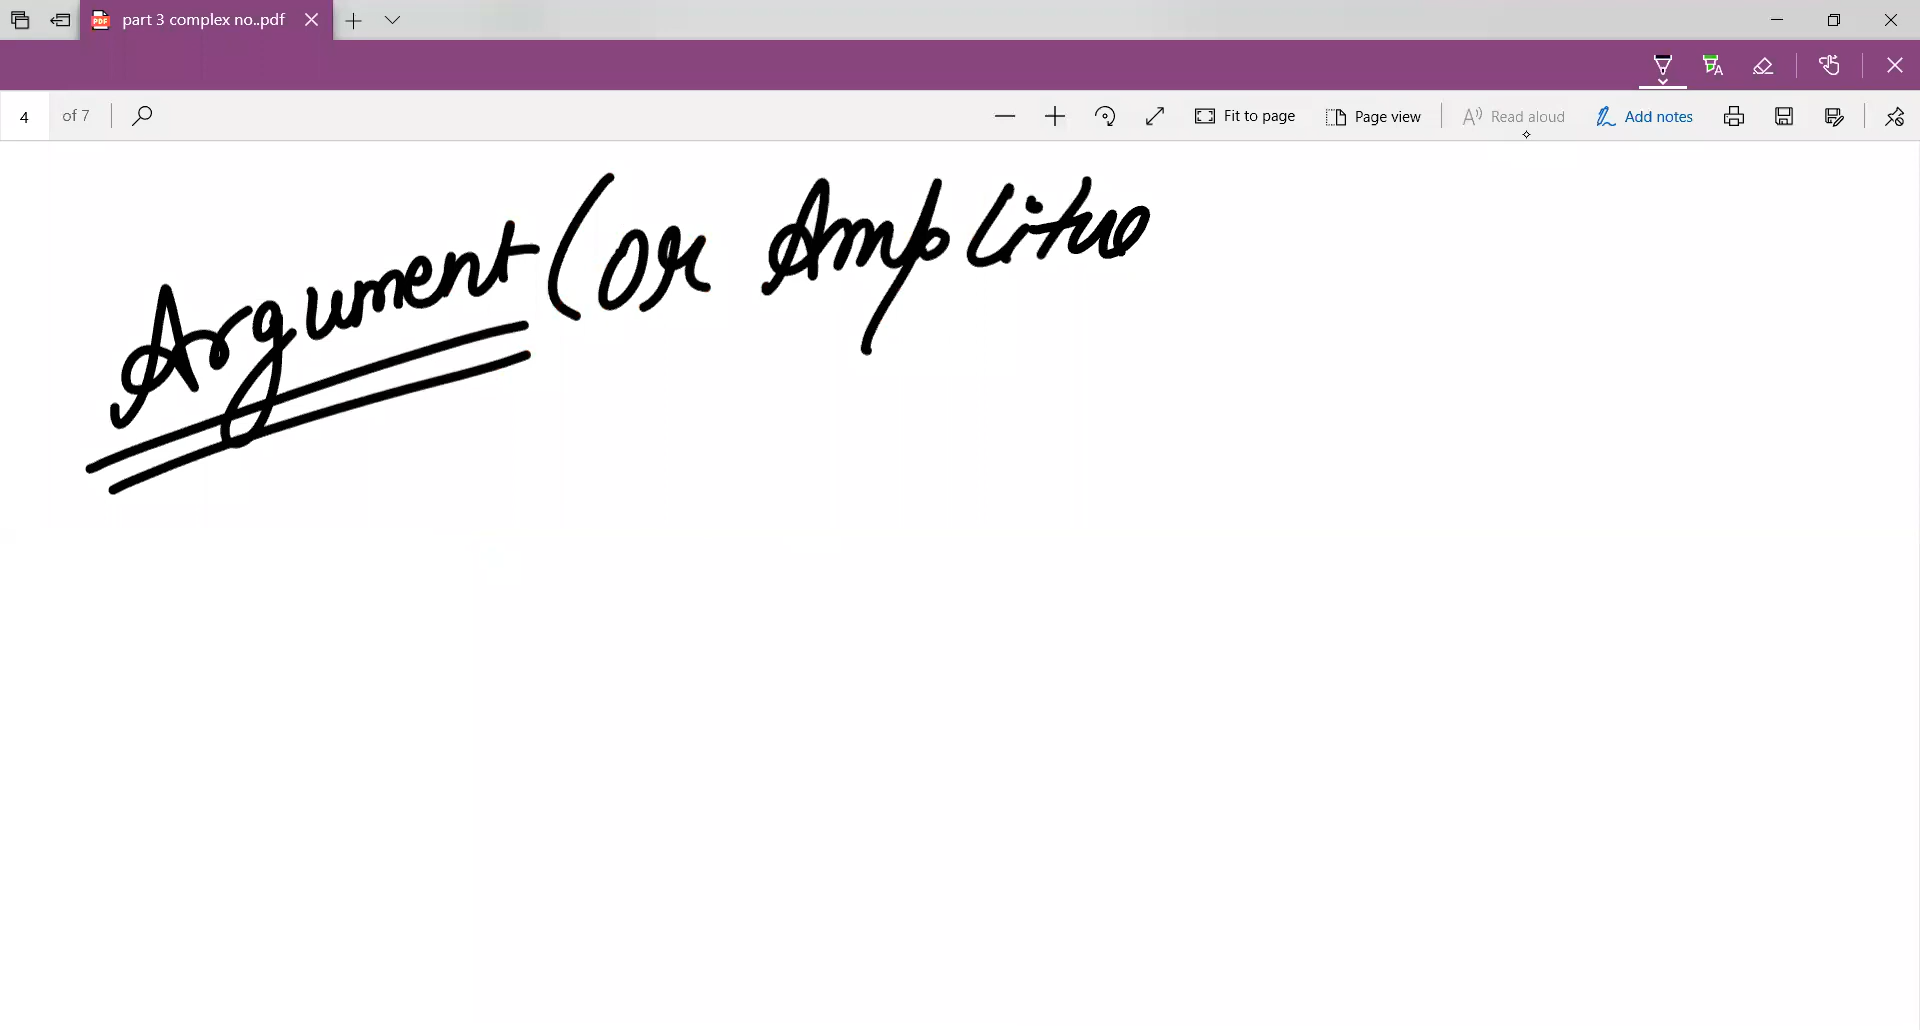 part 3 complex no..pdf
4 of 7 Fit to page Page view Read aloud Add notes
Argument (or Amplitud